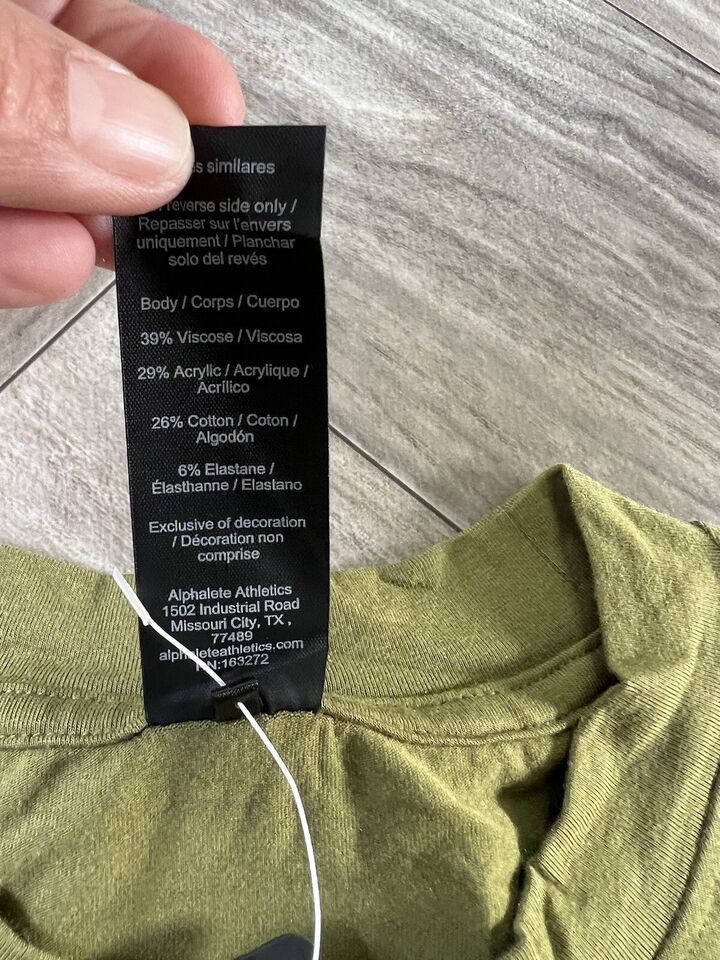 similares
reverse side only /
Repasser sur l'envers
uniquement / Planchar
solo del revés
Body / Corps / Cuerpo
39% Viscose / Viscosa
29% Acrylic / Acrylique /
Acrílico
26% Cotton / Coton /
Algodón
6% Elastane /
Élasthanne / Elastano
Exclusive of decoration
/ Décoration non
comprise
Alphalete Athletics
1502 Industrial Road
Missouri City, TX ,
77489
alphaleteathletics.com
RN:163272